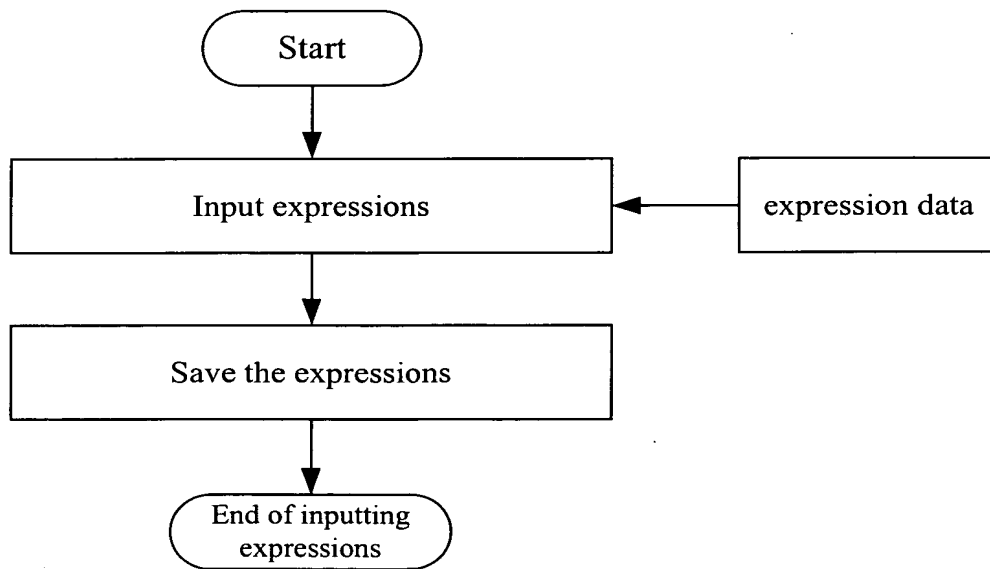 Start
Input expressions
expression data
Save the expressions
End of inputting
expressions